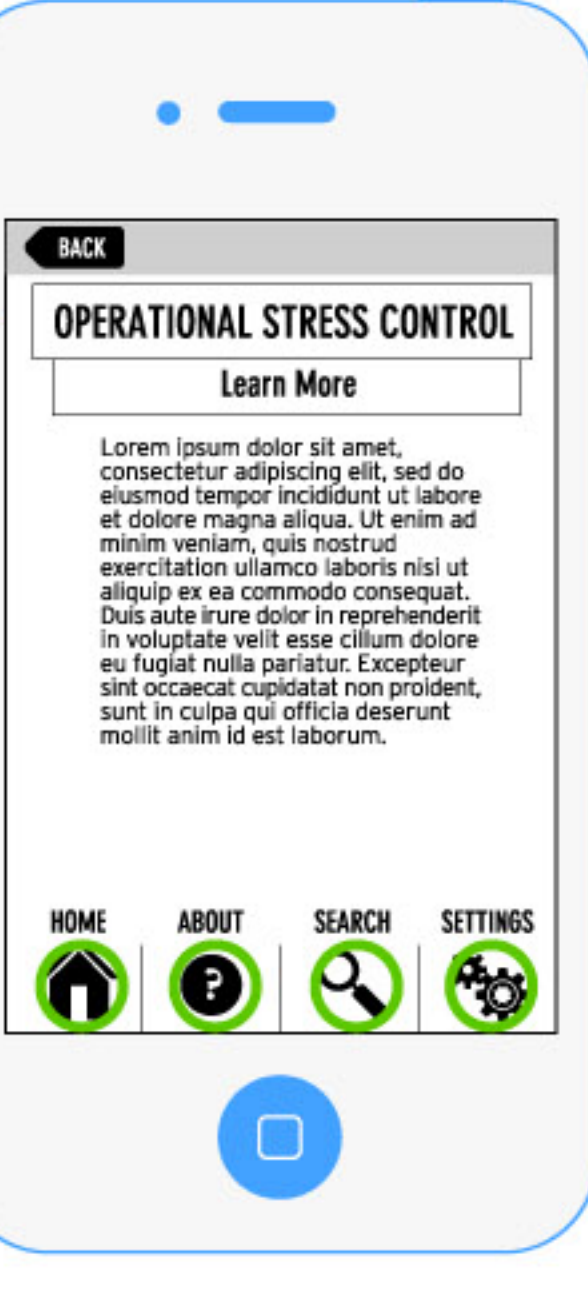 BACK
OPERATIONAL STRESS CONTROL
Learn More
Lorem ipsum dolor sit amet,
consectetur adipiscing elit, sed do
eiusmod tempor incididunt ut labore
et dolore magna aliqua. Ut enim ad
minim veniam, quis nostrud
exercitation ullamco laboris nisi ut
aliquip ex ea commodo consequat.
Duis aute irure dolor in reprehenderit
in voluptate velit esse cillum dolore
eu fugiat nulla pariatur. Excepteur
sint occaecat cupidatat non proident,
sunt in culpa qui officia deserunt
mollit anim id est laborum.
HOME ABOUT SEARCH SETTINGS
?